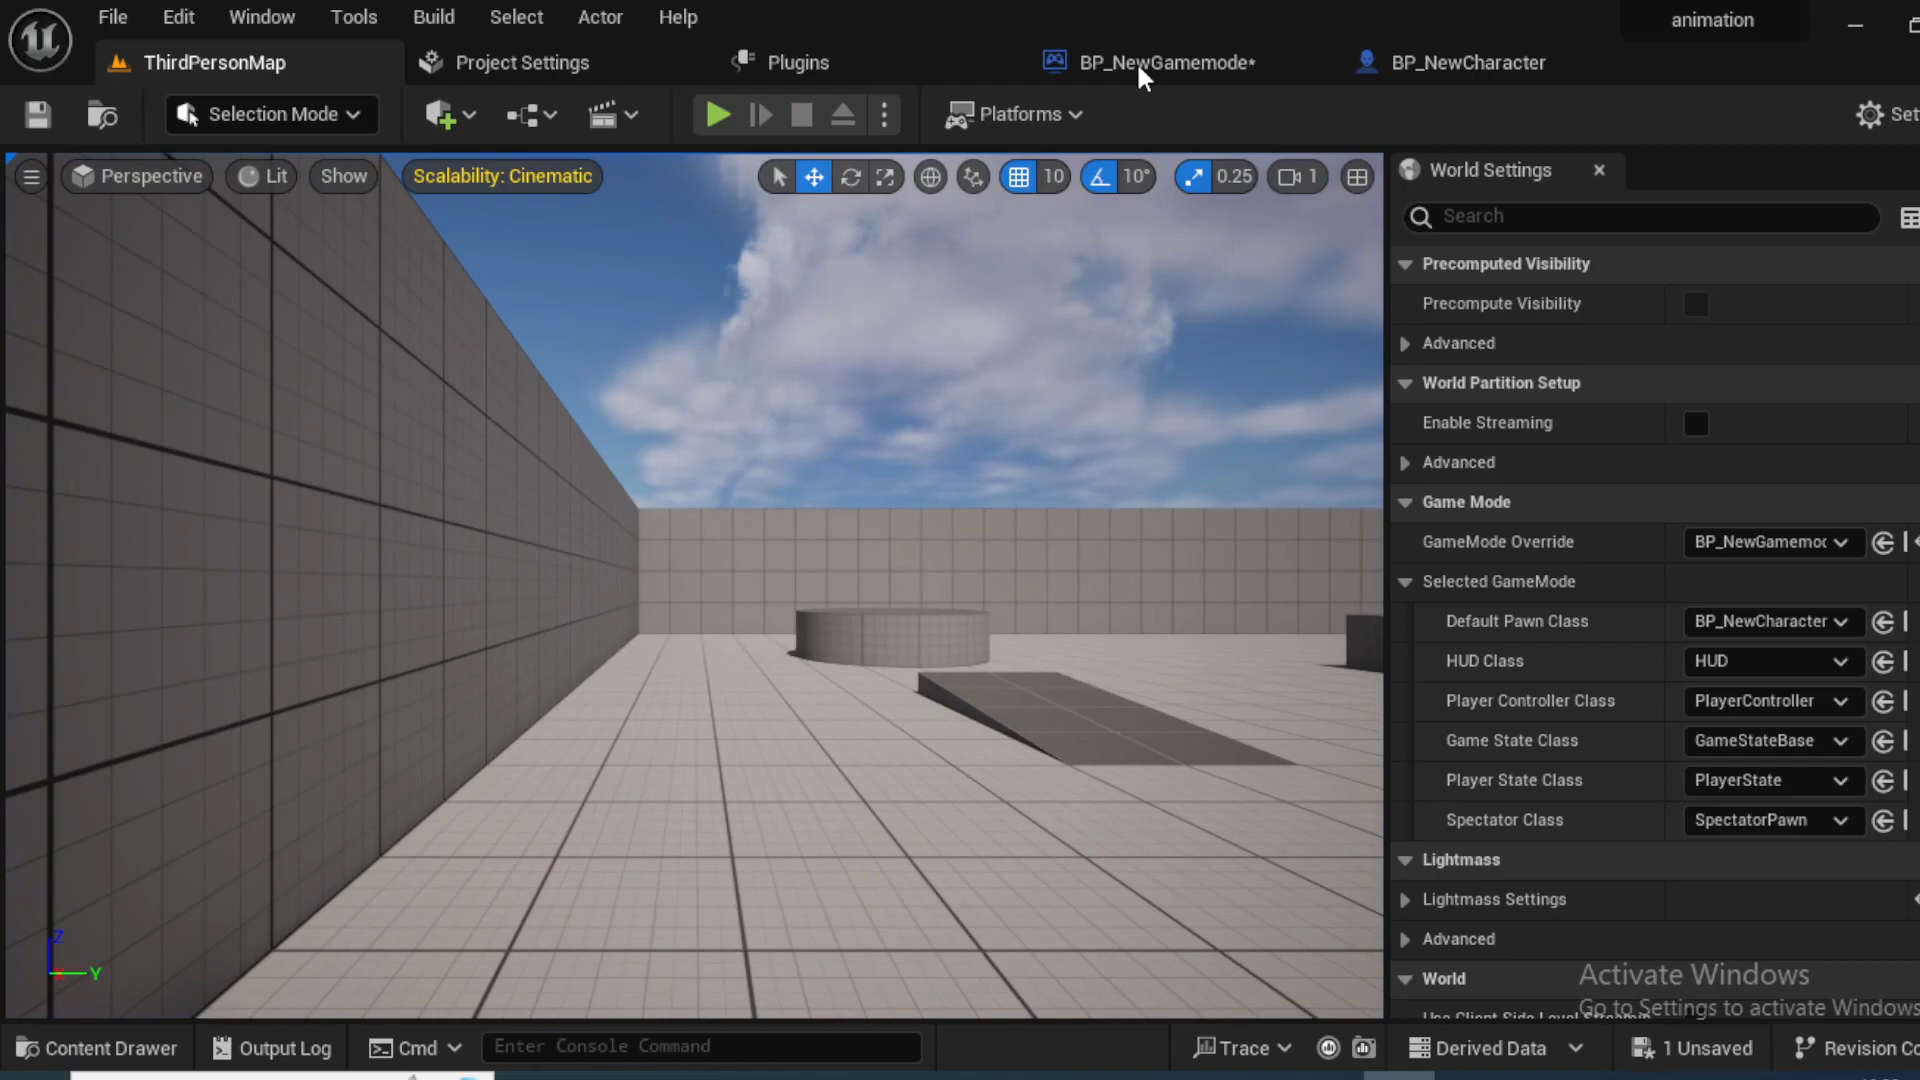 File Edit Window Tools Build Select Actor Help
animation
ThirdPersonMap
Project Settings
Plugins
BP_NewGamemode*
BP_NewCharacter
Selection Mode
Platforms
Set
Perspective
Lit
Show
Scalability: Cinematic
10
10°
0.25
1
World Settings
Search
Precomputed Visibility
Precompute Visibility
Advanced
World Partition Setup
Enable Streaming
Advanced
Game Mode
GameMode Override BP_NewGamemod
Selected GameMode
Default Pawn Class BP_NewCharacter
HUD Class HUD
Player Controller Class PlayerController
Game State Class GameStateBase
Player State Class PlayerState
Spectator Class SpectatorPawn
Lightmass
Lightmass Settings
Advanced
World
Z
X
Y
Activate Windows
Go to Settings to activate Windows
Content Drawer
Output Log
Cmd
Enter Console Command
Trace
Derived Data
1 Unsaved
Revision Co